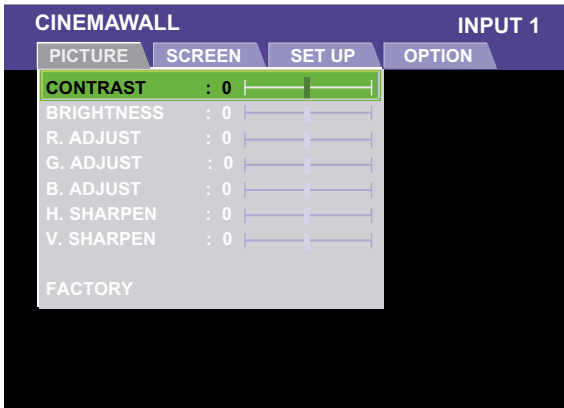 CINEMAWALL INPUT 1
PICTURE SCREEN SET UP OPTION
CONTRAST : 0
BRIGHTNESS : 0
R. ADJUST : 0
G. ADJUST : 0
B. ADJUST : 0
H. SHARPEN : 0
V. SHARPEN : 0
FACTORY